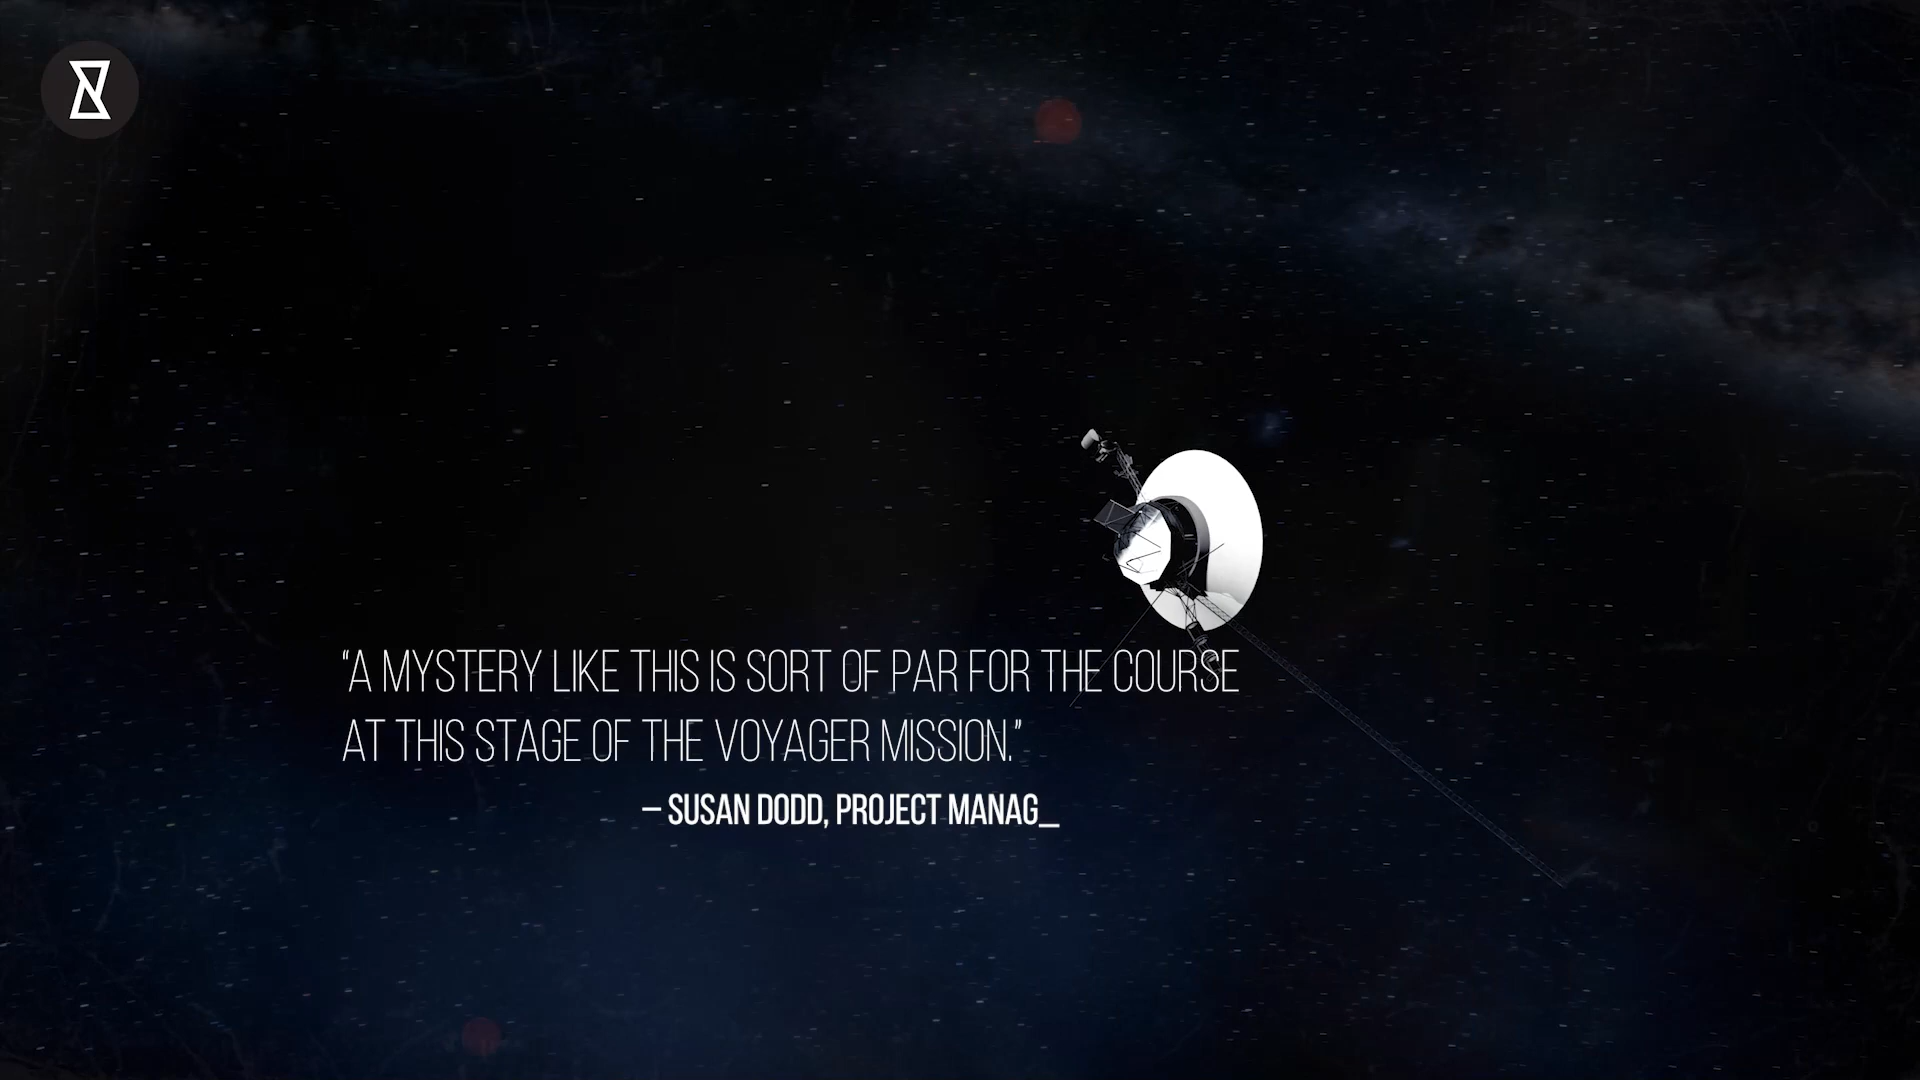 “A MYSTERY LIKE THIS IS SORT OF PAR FOR THE COURSE
AT THIS STAGE OF THE VOYAGER MISSION.”
– SUSAN DODD, PROJECT MANAG_